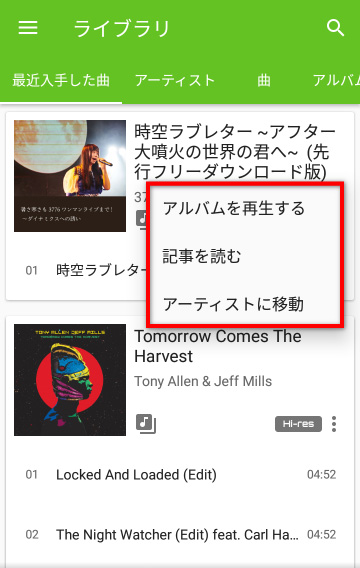 ライブラリ
最近入手した曲 アーティスト 曲 アルバム
時空ラブレター ~アフター
大噴火の世界の君へ~ (先
行フリーダウンロード版)
37
暑さ寒さも 3776 ワンマンライブまで!
~ダイナミクスへの誘い
アルバムを再生する
01 時空ラブレター
記事を読む
アーティストに移動
TONY ALLEN JEFF MILLS
TOMORROW COMES THE HARVEST
Tomorrow Comes The
Harvest
Tony Allen & Jeff Mills
HI-res
01 Locked And Loaded (Edit) 04:52
02 The Night Watcher (Edit) feat. Carl Ha... 04:52